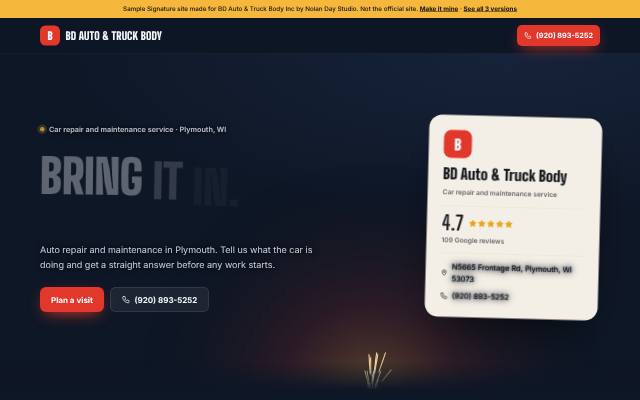 Sample Signature site made for BD Auto & Truck Body Inc by Nolan Day Studio. Not the official site. Make it mine · See all 3 versions
B BD AUTO & TRUCK BODY
(920) 893-5252
Car repair and maintenance service · Plymouth, WI
BRING IT IN.
Auto repair and maintenance in Plymouth. Tell us what the car is
doing and get a straight answer before any work starts.
Plan a visit
(920) 893-5252
B
BD Auto & Truck Body
Car repair and maintenance service
4.7
109 Google reviews
N5665 Frontage Rd, Plymouth, WI
53073
(920) 893-5252